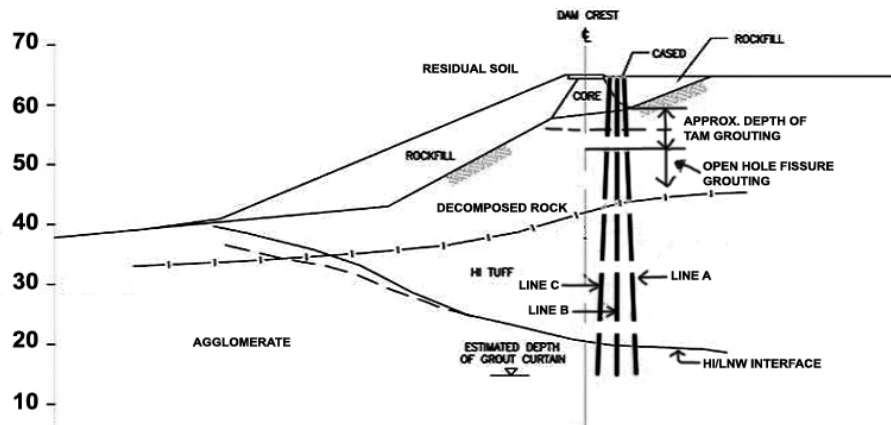 DAM CREST
℄
70
CASED
ROCKFILL
RESIDUAL SOIL
60
CORE
APPROX. DEPTH OF
TAM GROUTING
50
ROCKFILL
OPEN HOLE FISSURE
GROUTING
DECOMPOSED ROCK
40
30
HI TUFF
LINE C
LINE A
LINE B
20
AGGLOMERATE
ESTIMATED DEPTH
OF GROUT CURTAIN
HI/LNW INTERFACE
10